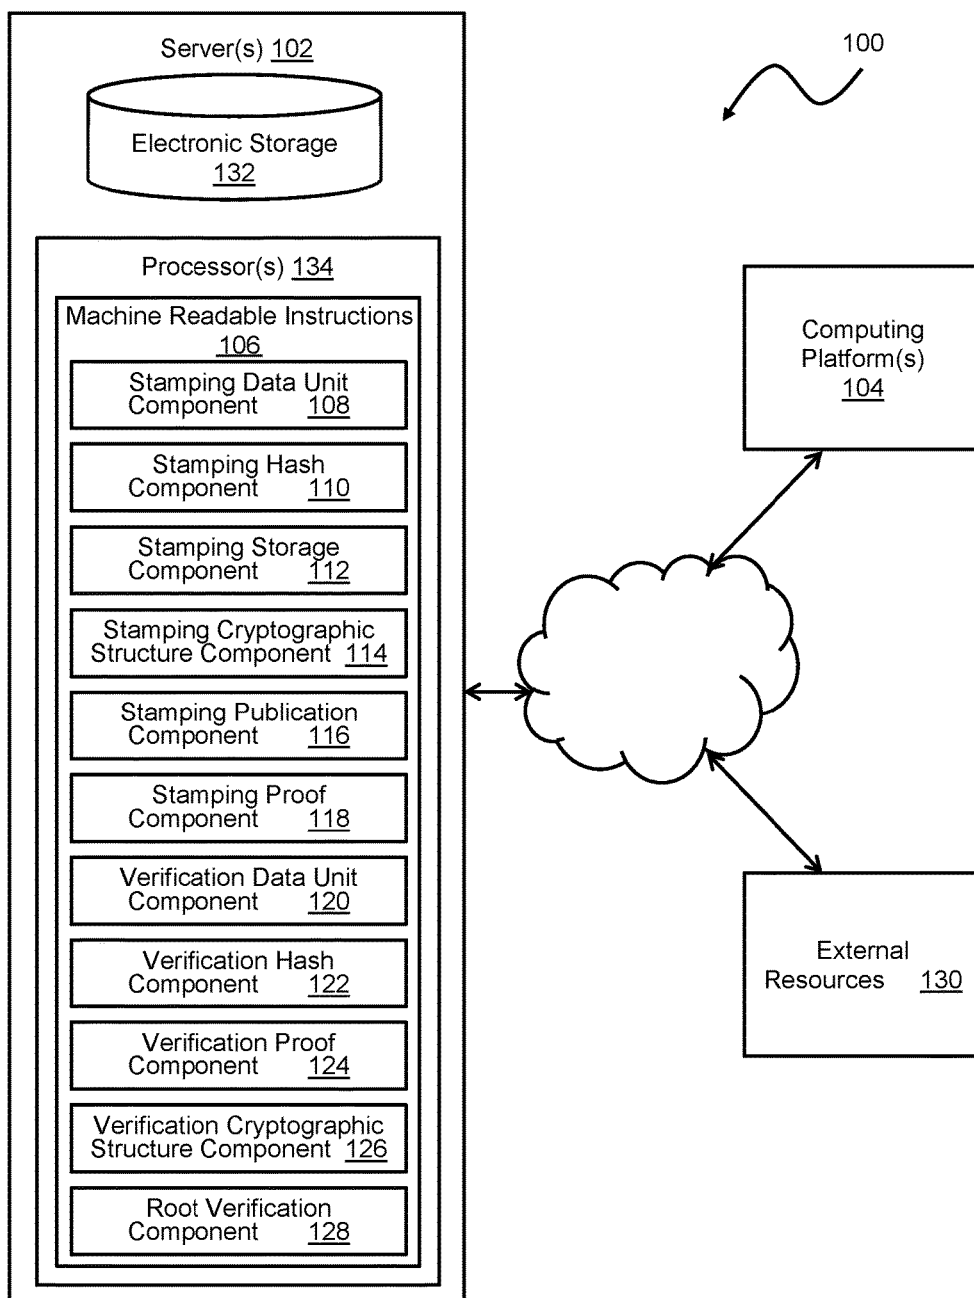 Server(s) 102
100
Electronic Storage
132
Processor(s) 134
Machine Readable Instructions
106
Stamping Data Unit
Component 108
Stamping Hash
Component 110
Stamping Storage
Component 112
Stamping Cryptographic
Structure Component 114
Stamping Publication
Component 116
Stamping Proof
Component 118
Verification Data Unit
Component 120
Verification Hash
Component 122
Verification Proof
Component 124
Verification Cryptographic
Structure Component 126
Root Verification
Component 128
Computing
Platform(s)
104
External
Resources 130